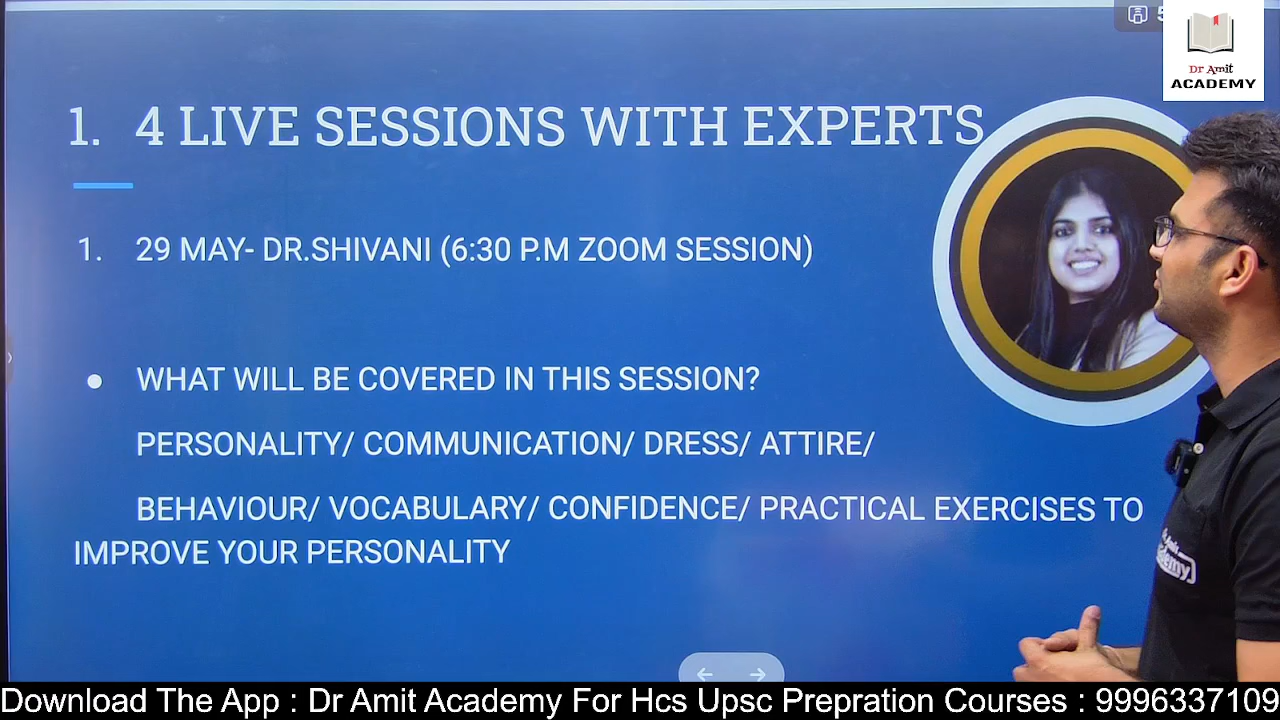 5
Dr Amit
ACADEMY
1. 4 LIVE SESSIONS WITH EXPERTS
1. 29 MAY- DR.SHIVANI (6:30 P.M ZOOM SESSION)
● WHAT WILL BE COVERED IN THIS SESSION?
PERSONALITY/ COMMUNICATION/ DRESS/ ATTIRE/
BEHAVIOUR/ VOCABULARY/ CONFIDENCE/ PRACTICAL EXERCISES TO
IMPROVE YOUR PERSONALITY
Download The App : Dr Amit Academy For Hcs Upsc Prepration Courses : 9996337109